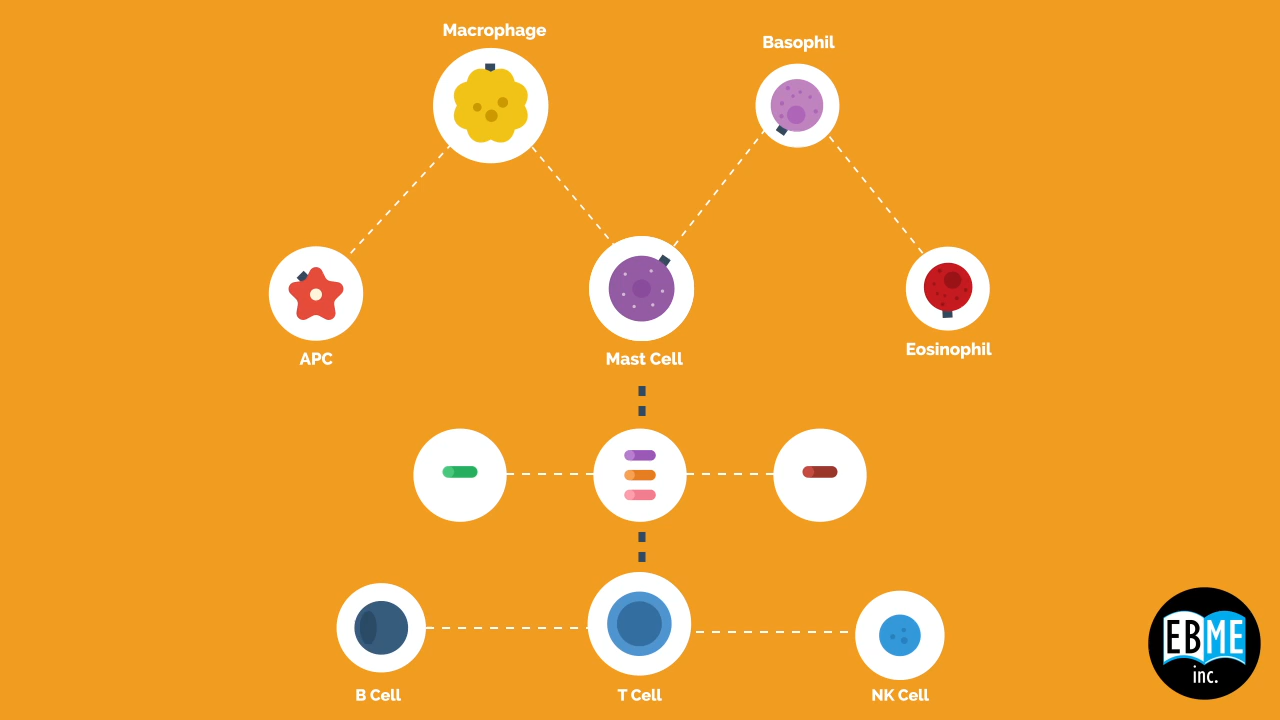 Macrophage
Basophil
APC
Mast Cell
Eosinophil
B Cell
T Cell
NK Cell
EBME
inc.